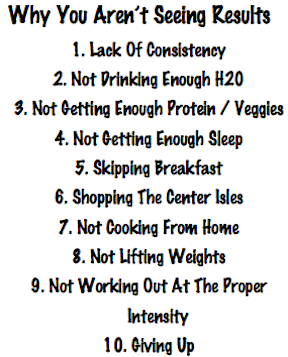 Why You Aren't Seeing Results
1. Lack Of Consistency
2. Not Drinking Enough H2O
3. Not Getting Enough Protein / Veggies
4. Not Getting Enough Sleep
5. Skipping Breakfast
6. Shopping The Center Isles
7. Not Cooking From Home
8. Not Lifting Weights
9. Not Working Out At The Proper
Intensity
10. Giving Up